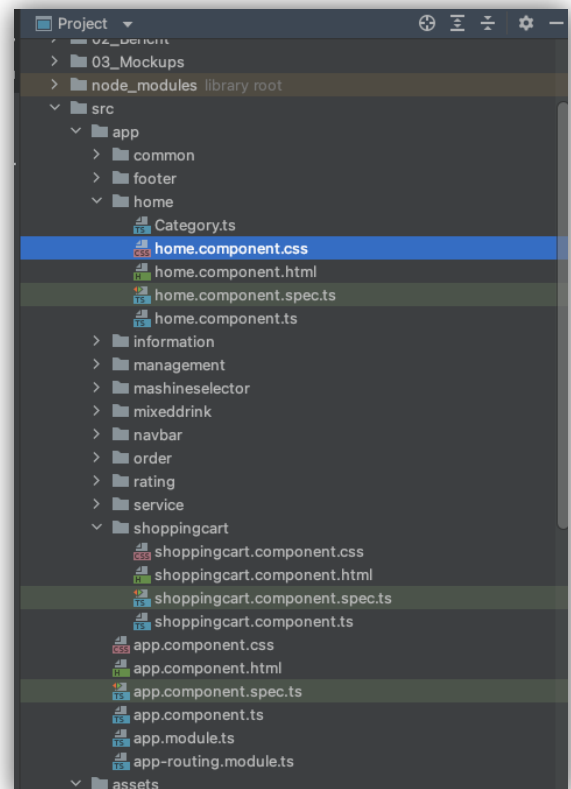 Project
02_Bericht
03_Mockups
node_modules library root
src
app
common
footer
home
Category.ts
home.component.css
home.component.html
home.component.spec.ts
home.component.ts
information
management
mashineselector
mixeddrink
navbar
order
rating
service
shoppingcart
shoppingcart.component.css
shoppingcart.component.html
shoppingcart.component.spec.ts
shoppingcart.component.ts
app.component.css
app.component.html
app.component.spec.ts
app.component.ts
app.module.ts
app-routing.module.ts
assets